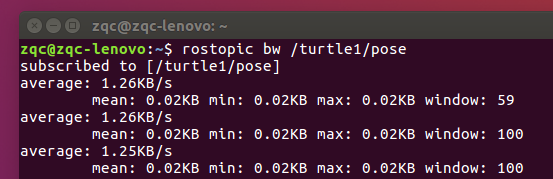 zqc@zqc-lenovo: ~
zqc@zqc-lenovo:~$ rostopic bw /turtle1/pose
subscribed to [/turtle1/pose]
average: 1.26KB/s
        mean: 0.02KB min: 0.02KB max: 0.02KB window: 59
average: 1.26KB/s
        mean: 0.02KB min: 0.02KB max: 0.02KB window: 100
average: 1.25KB/s
        mean: 0.02KB min: 0.02KB max: 0.02KB window: 100